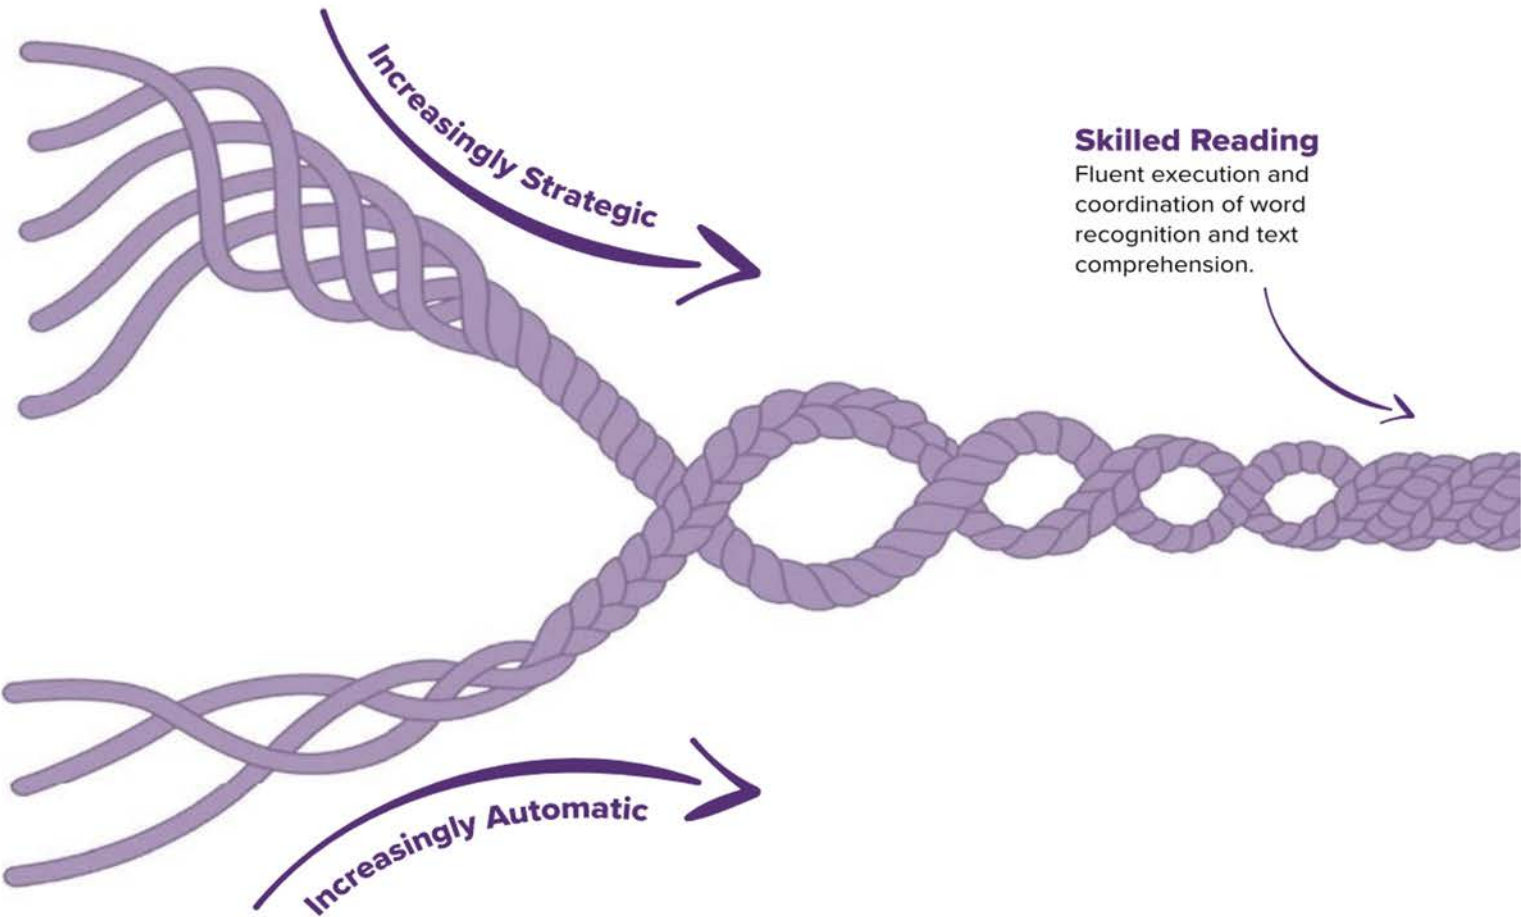 Increasingly Strategic
Skilled Reading
Fluent execution and
coordination of word
recognition and text
comprehension.
Increasingly Automatic